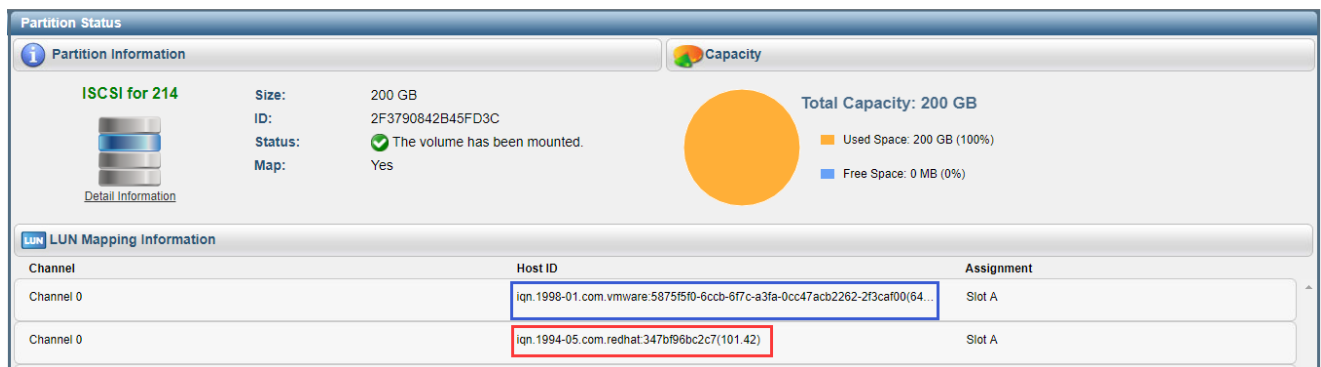 Partition Status
Partition Information
Capacity
ISCSI for 214
Size: 200 GB
ID: 2F3790842B45FD3C
Status: The volume has been mounted.
Map: Yes
Detail Information
Total Capacity: 200 GB
Used Space: 200 GB (100%)
Free Space: 0 MB (0%)
LUN LUN Mapping Information
Channel Host ID Assignment
Channel 0 iqn.1998-01.com.vmware:5875f5f0-6ccb-6f7c-a3fa-0cc47acb2262-2f3caf00(64... Slot A
Channel 0 iqn.1994-05.com.redhat:347bf96bc2c7(101.42) Slot A